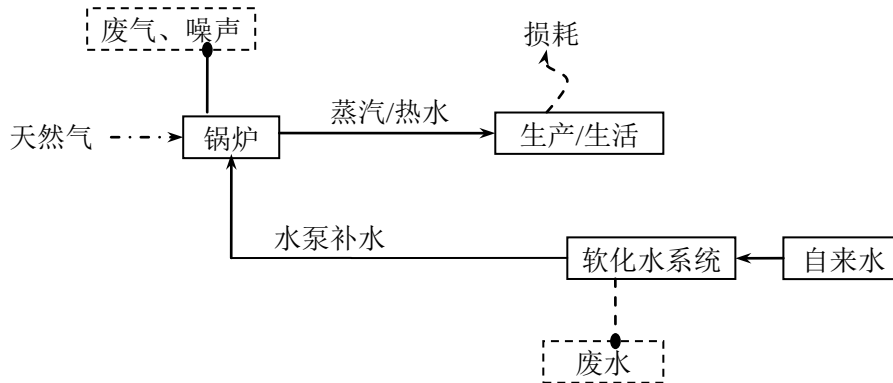 废气、噪声
损耗
蒸汽/热水
天然气
锅炉
生产/生活
水泵补水
软化水系统
自来水
废水